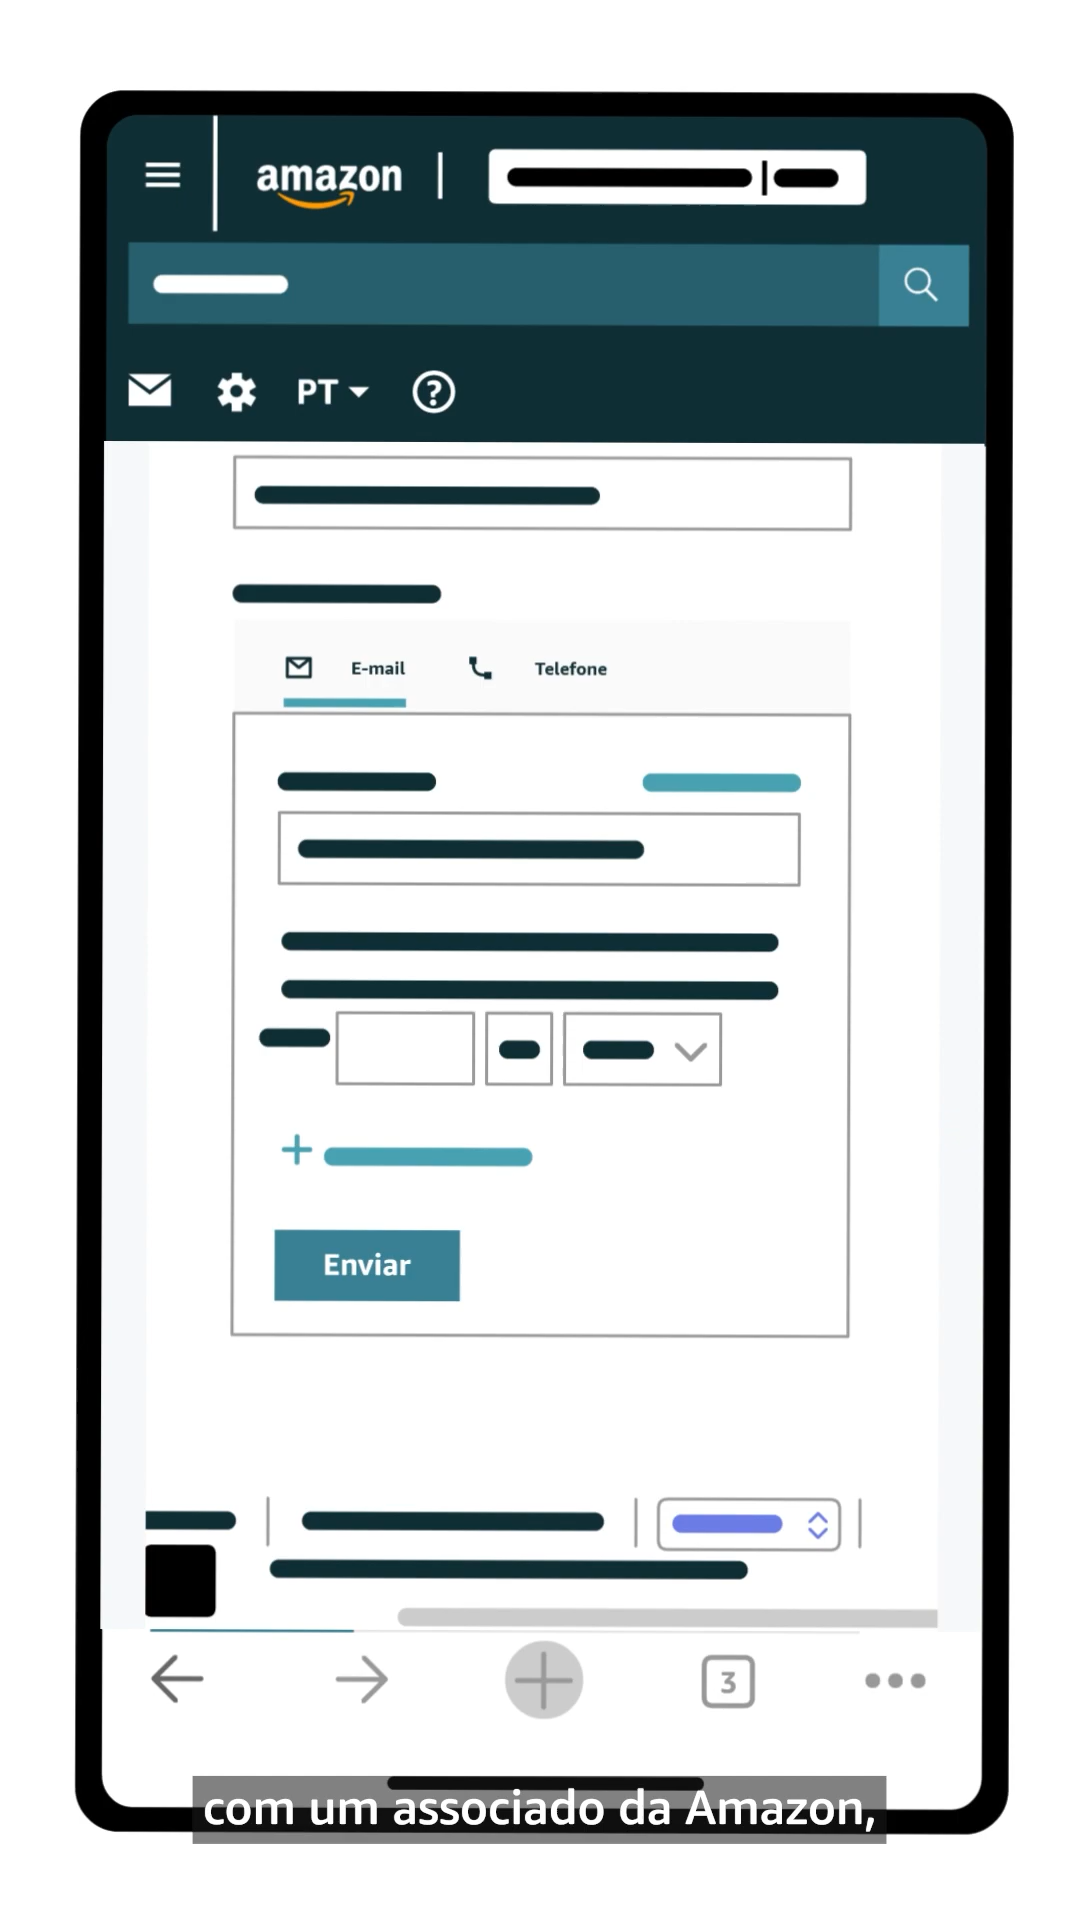 amazon
PT
E-mail
Telefone
Enviar
3
com um associado da Amazon,